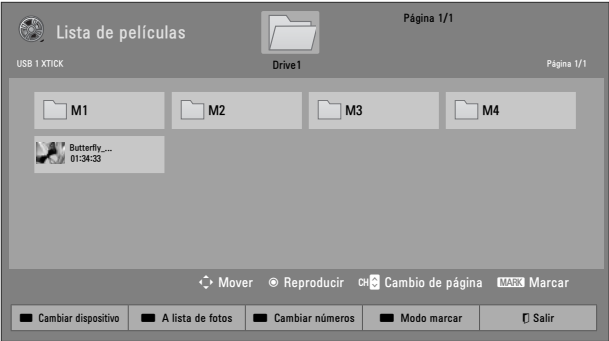 Página 1/1
Lista de películas
USB 1 XTICK
Drive1
Página 1/1
M1
M2
M3
M4
Butterfly_...
01:34:33
Mover
Reproducir
CH Cambio de página
MARK Marcar
Cambiar dispositivo
A lista de fotos
Cambiar números
Modo marcar
Salir